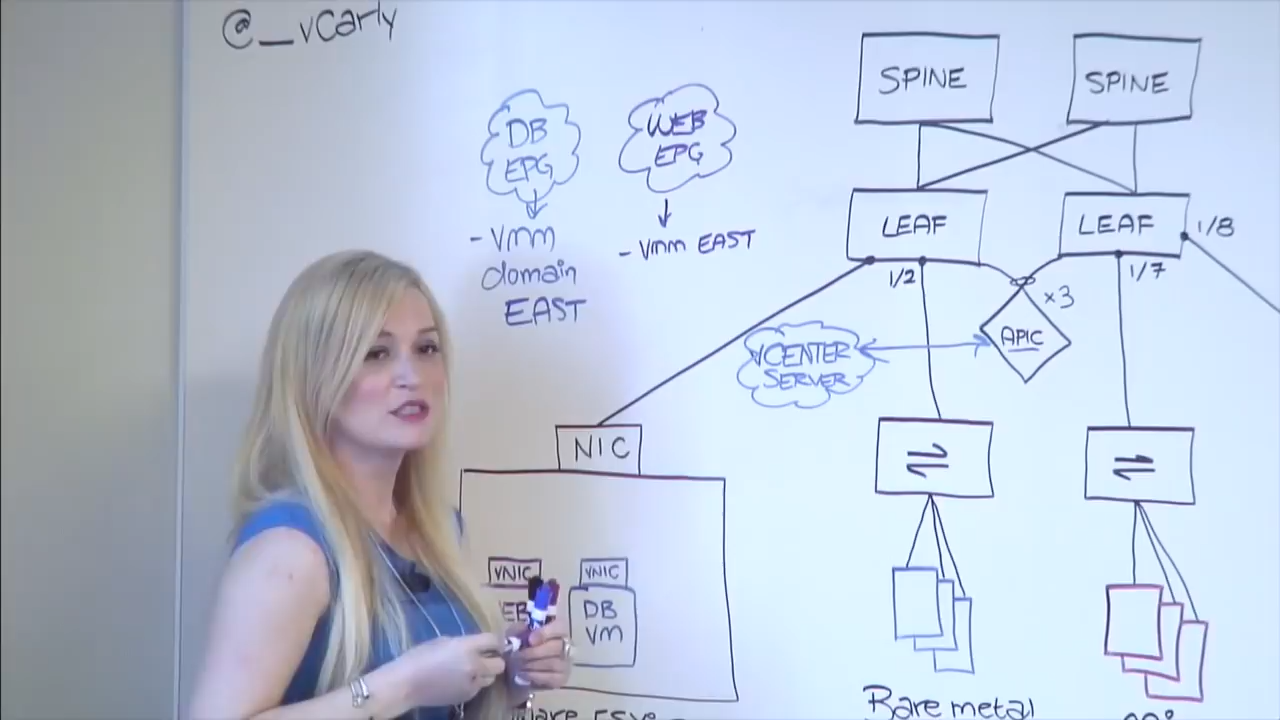 @_vCarly
SPINE
SPINE
DB
EPG
WEB
EPG
- Vmm
domain
EAST
- Vmm EAST
LEAF
LEAF
1/8
1/2
1/7
x3
APIC
VCENTER
SERVER
NIC
VNIC
VNIC
DB
VM
Bare metal